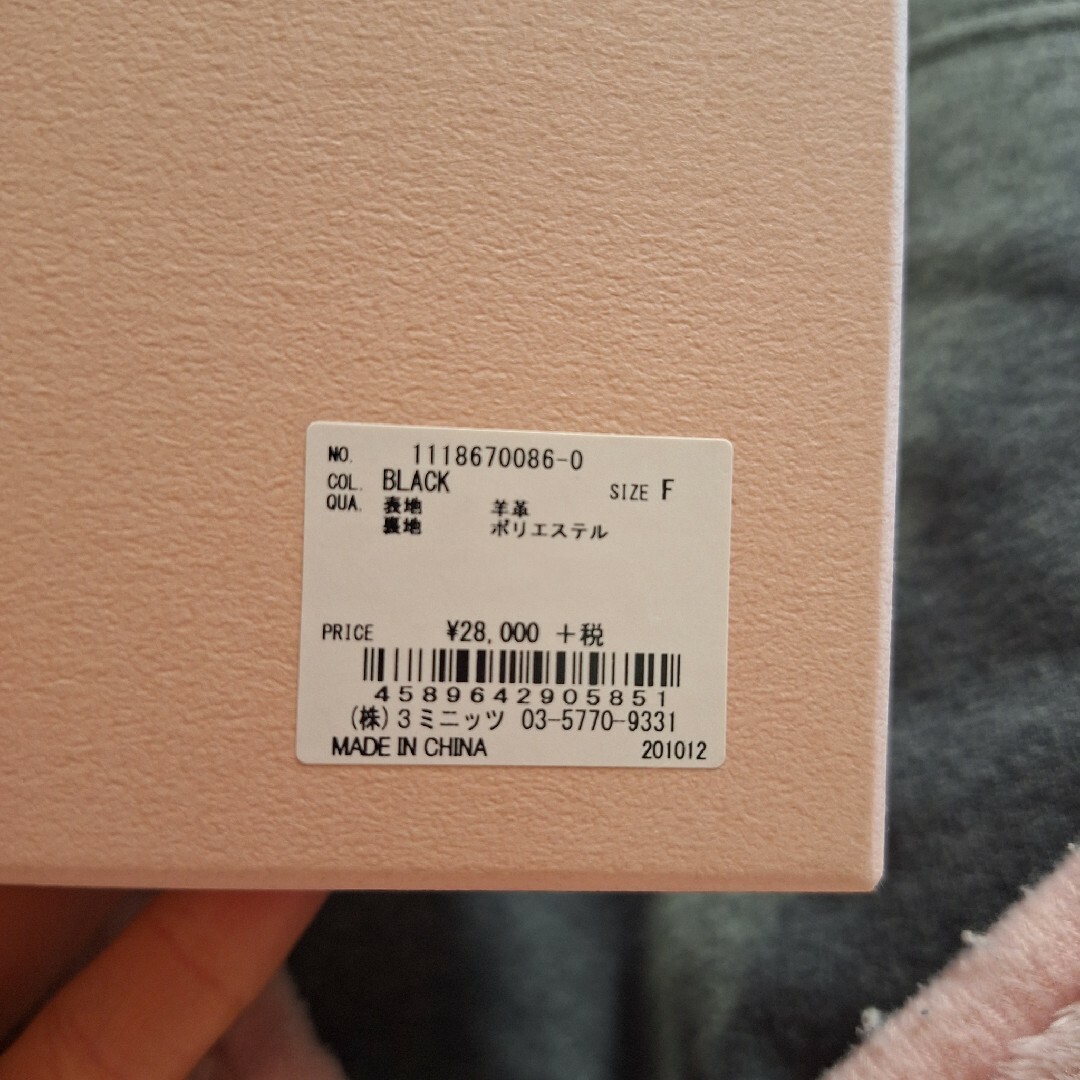 NO. 1118670086-0
COL. BLACK SIZE F
QUA. 表地 羊革
裏地 ポリエステル
PRICE ¥28,000 +税
4589642905851
(株)3ミニッツ 03-5770-9331
MADE IN CHINA 201012